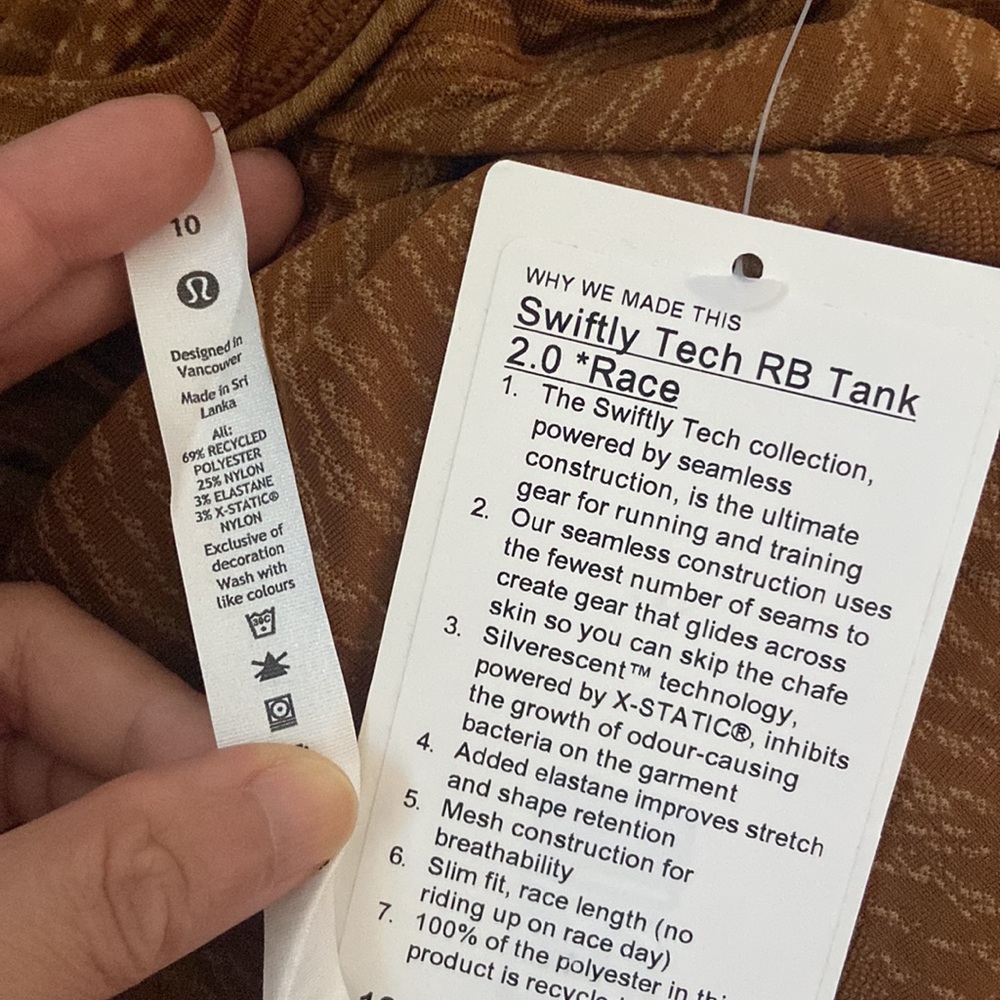 10
Designed in
Vancouver
Made in Sri
Lanka
All:
69% RECYCLED
POLYESTER
25% NYLON
3% ELASTANE
3% X-STATIC®
NYLON
Exclusive of
decoration
Wash with
like colours
30C
WHY WE MADE THIS
Swiftly Tech RB Tank
2.0 *Race
1. The Swiftly Tech collection,
powered by seamless
construction, is the ultimate
gear for running and training
2. Our seamless construction uses
the fewest number of seams to
create gear that glides across
skin so you can skip the chafe
3. Silverescent™ technology,
powered by X-STATIC®, inhibits
the growth of odour-causing
bacteria on the garment
4. Added elastane improves stretch
and shape retention
5. Mesh construction for
breathability
6. Slim fit, race length (no
riding up on race day)
7. 100% of the polyester in
product is